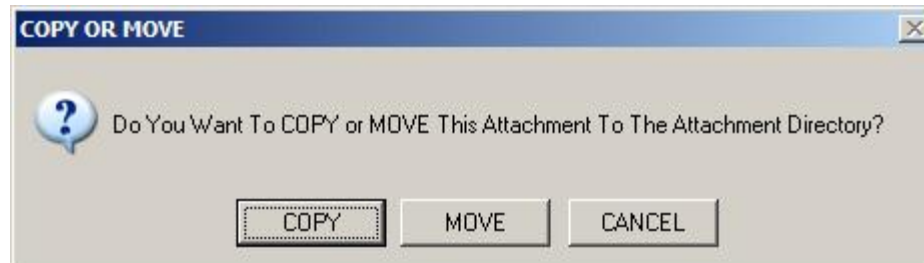 COPY OR MOVE
Do You Want To COPY or MOVE This Attachment To The Attachment Directory?
COPY MOVE CANCEL